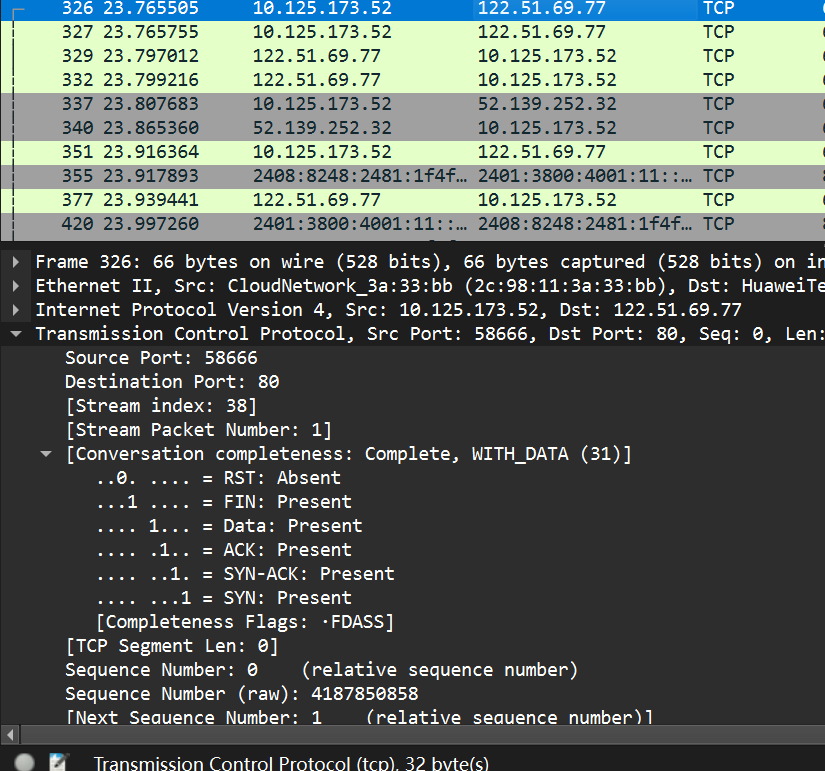 326 23.765505 10.125.173.52 122.51.69.77 TCP
327 23.765755 10.125.173.52 122.51.69.77 TCP
329 23.797012 122.51.69.77 10.125.173.52 TCP
332 23.799216 122.51.69.77 10.125.173.52 TCP
337 23.807683 10.125.173.52 52.139.252.32 TCP
340 23.865360 52.139.252.32 10.125.173.52 TCP
351 23.916364 10.125.173.52 122.51.69.77 TCP
355 23.917893 2408:8248:2481:1f4f… 2401:3800:4001:11::… TCP
377 23.939441 122.51.69.77 10.125.173.52 TCP
420 23.997260 2401:3800:4001:11::… 2408:8248:2481:1f4f… TCP
Frame 326: 66 bytes on wire (528 bits), 66 bytes captured (528 bits) on in
Ethernet II, Src: CloudNetwork_3a:33:bb (2c:98:11:3a:33:bb), Dst: HuaweiTe
Internet Protocol Version 4, Src: 10.125.173.52, Dst: 122.51.69.77
Transmission Control Protocol, Src Port: 58666, Dst Port: 80, Seq: 0, Len:
Source Port: 58666
Destination Port: 80
[Stream index: 38]
[Stream Packet Number: 1]
[Conversation completeness: Complete, WITH_DATA (31)]
..0. .... = RST: Absent
...1 .... = FIN: Present
.... 1... = Data: Present
.... .1.. = ACK: Present
.... ..1. = SYN-ACK: Present
.... ...1 = SYN: Present
[Completeness Flags: ·FDASS]
[TCP Segment Len: 0]
Sequence Number: 0 (relative sequence number)
Sequence Number (raw): 4187850858
[Next Sequence Number: 1 (relative sequence number)]
Transmission Control Protocol (tcp), 32 byte(s)